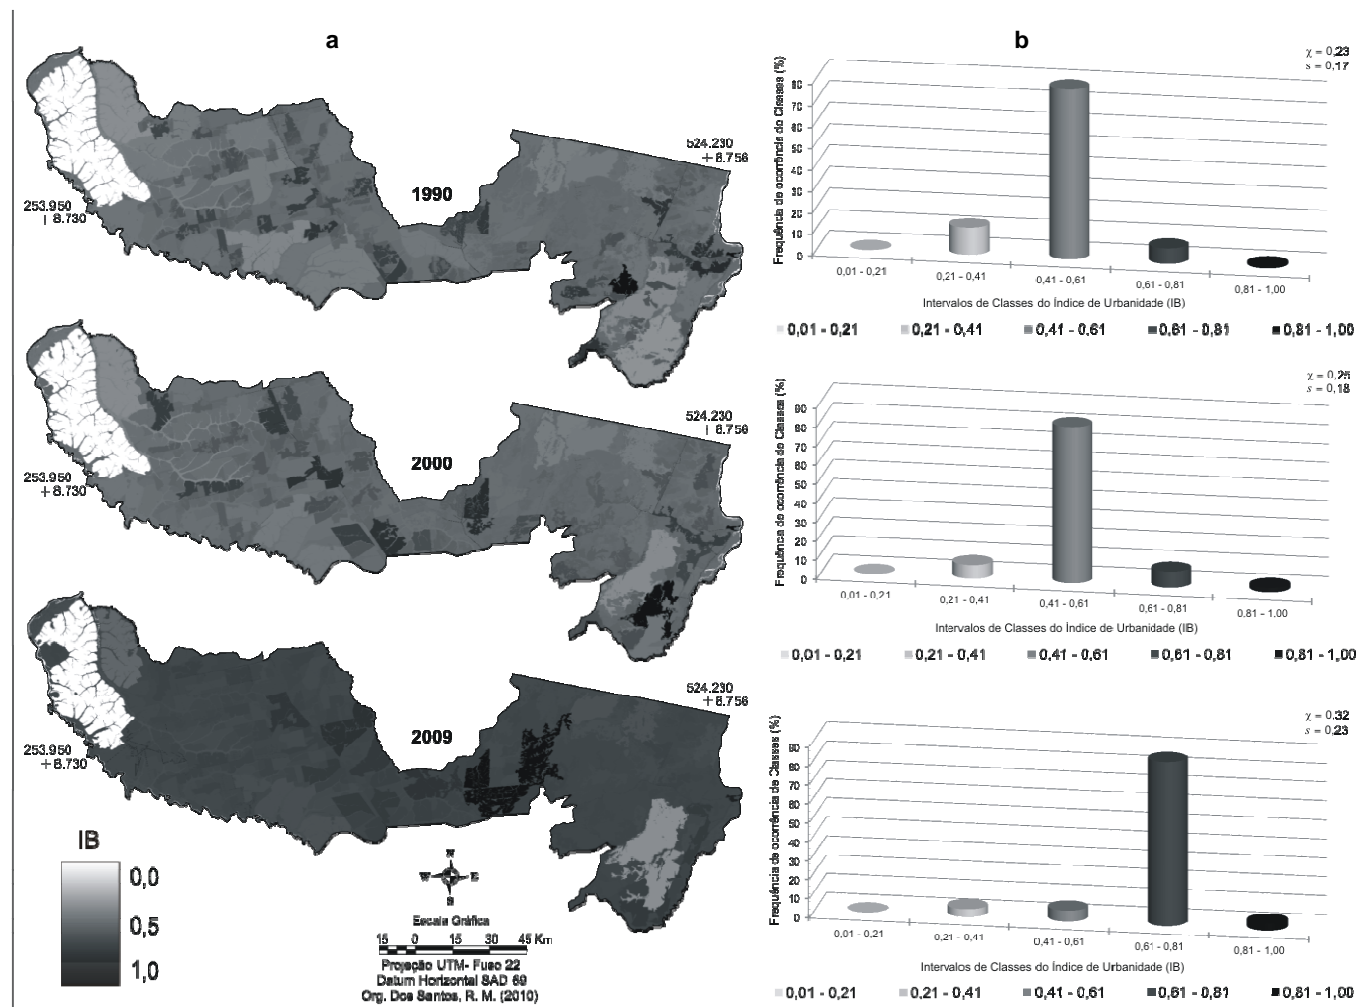 a
1990
253.950
8.730
524.230
+ 8.756
2000
253.950
+ 8.730
524.230
8.756
2009
253.950
+ 8.730
524.230
+ 8.756
IB
0,0
0,5
1,0
N
W E
S
Escala Gráfica
15 0 15 30 45 Km
Projeção UTM- Fuso 22
Datum Horizontal SAD 69
Org. Dos Santos, R. M. (2010)
b
χ = 0,23
s = 0,17
Frequência de ocorrência de Classes (%)
80
70
60
50
40
30
20
10
0
0,01 - 0,21
0,21 - 0,41
0,41 - 0,61
0,61 - 0,81
0,81 - 1,00
Intervalos de Classes do Índice de Urbanidade (IB)
0,01 - 0,21 0,21 - 0,41 0,41 - 0,61 0,61 - 0,81 0,81 - 1,00
χ = 0,25
s = 0,18
Frequência de ocorrência de Classes (%)
90
80
70
60
50
40
30
20
10
0
0,01 - 0,21
0,21 - 0,41
0,41 - 0,61
0,61 - 0,81
0,81 - 1,00
Intervalos de Classes do Índice de Urbanidade (IB)
0,01 - 0,21 0,21 - 0,41 0,41 - 0,61 0,61 - 0,81 0,81 - 1,00
χ = 0.32
s = 0,23
Frequência de ocorrência de Classes (%)
90
80
70
60
50
40
30
20
10
0
0,01 - 0,21
0,21 - 0,41
0,41 - 0,61
0,61 - 0,81
0,81 - 1,00
Intervalos de Classes do Índice de Urbanidade (IB)
0,01 - 0,21 0,21 - 0,41 0,41 - 0,61 0,61 - 0,81 0,81 - 1,00